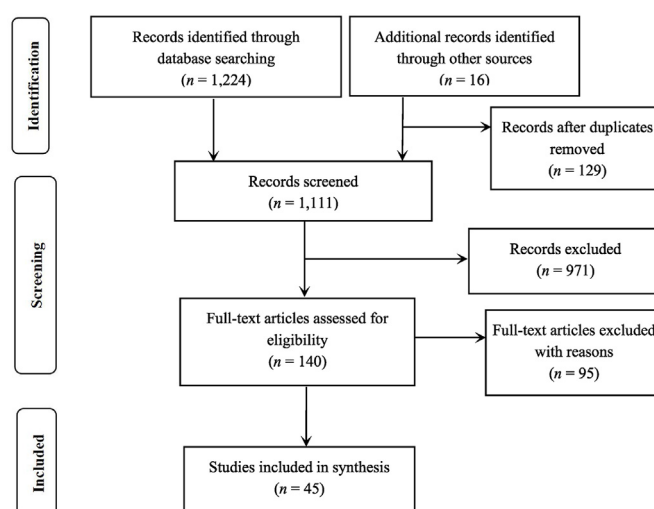 Identification
Records identified through
database searching
(n = 1,224)
Additional records identified
through other sources
(n = 16)
Records after duplicates
removed
(n = 129)
Screening
Records screened
(n = 1,111)
Records excluded
(n = 971)
Full-text articles assessed for
eligibility
(n = 140)
Full-text articles excluded
with reasons
(n = 95)
Included
Studies included in synthesis
(n = 45)